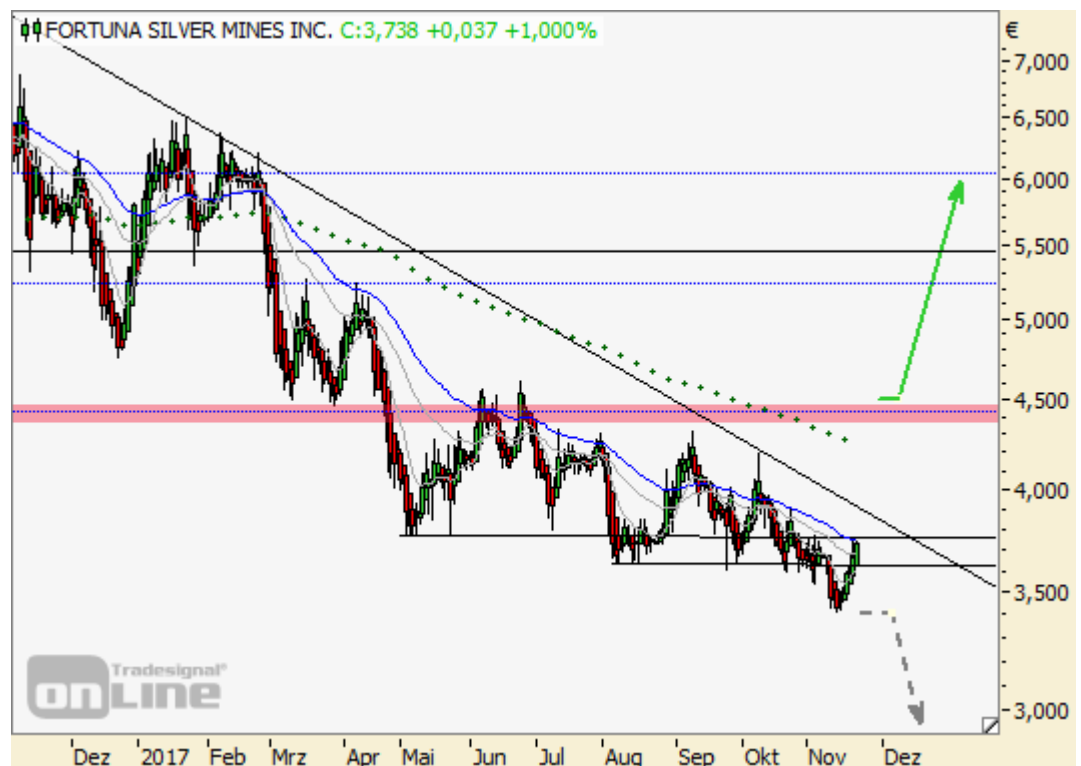 FORTUNA SILVER MINES INC. C:3,738 +0,037 +1,000%
€
7,000
6,500
6,000
5,500
5,000
4,500
4,000
3,500
3,000
Tradesignal®
onLine
Dez 2017 Feb Mrz Apr Mai Jun Jul Aug Sep Okt Nov Dez